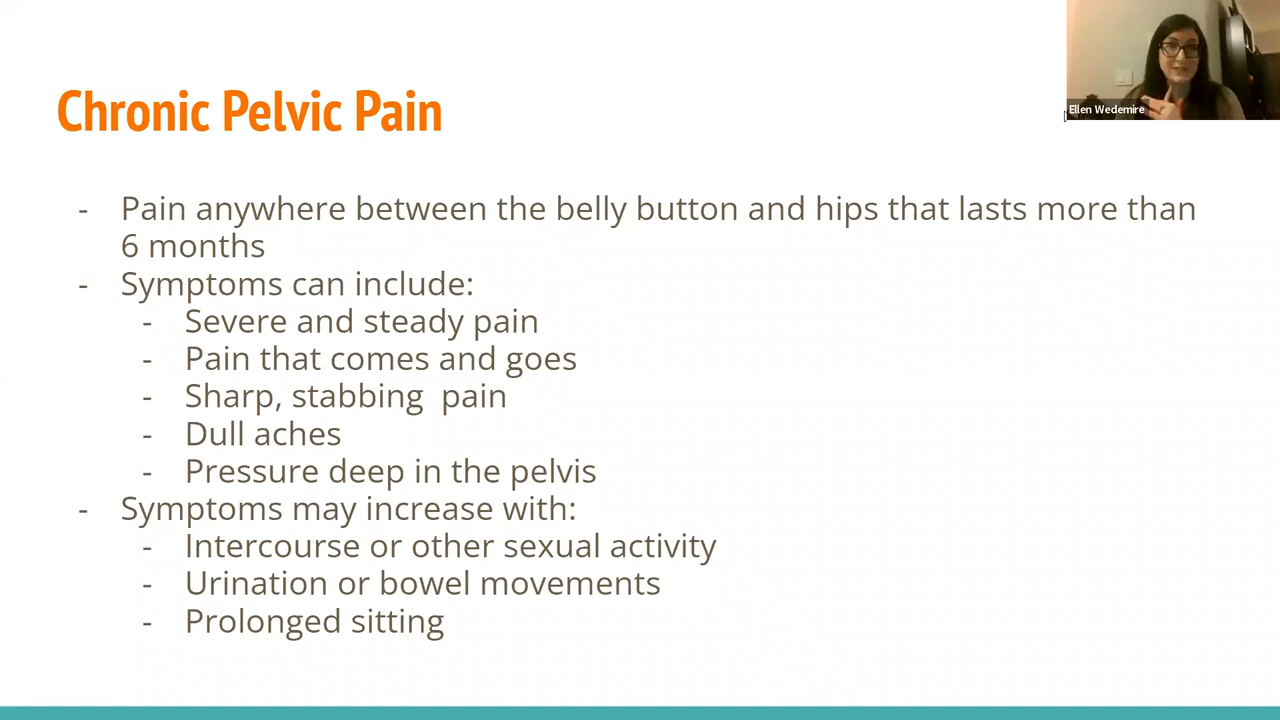 Ellen Wedemire
Chronic Pelvic Pain
- Pain anywhere between the belly button and hips that lasts more than
6 months
- Symptoms can include:
- Severe and steady pain
- Pain that comes and goes
- Sharp, stabbing  pain
- Dull aches
- Pressure deep in the pelvis
- Symptoms may increase with:
- Intercourse or other sexual activity
- Urination or bowel movements
- Prolonged sitting